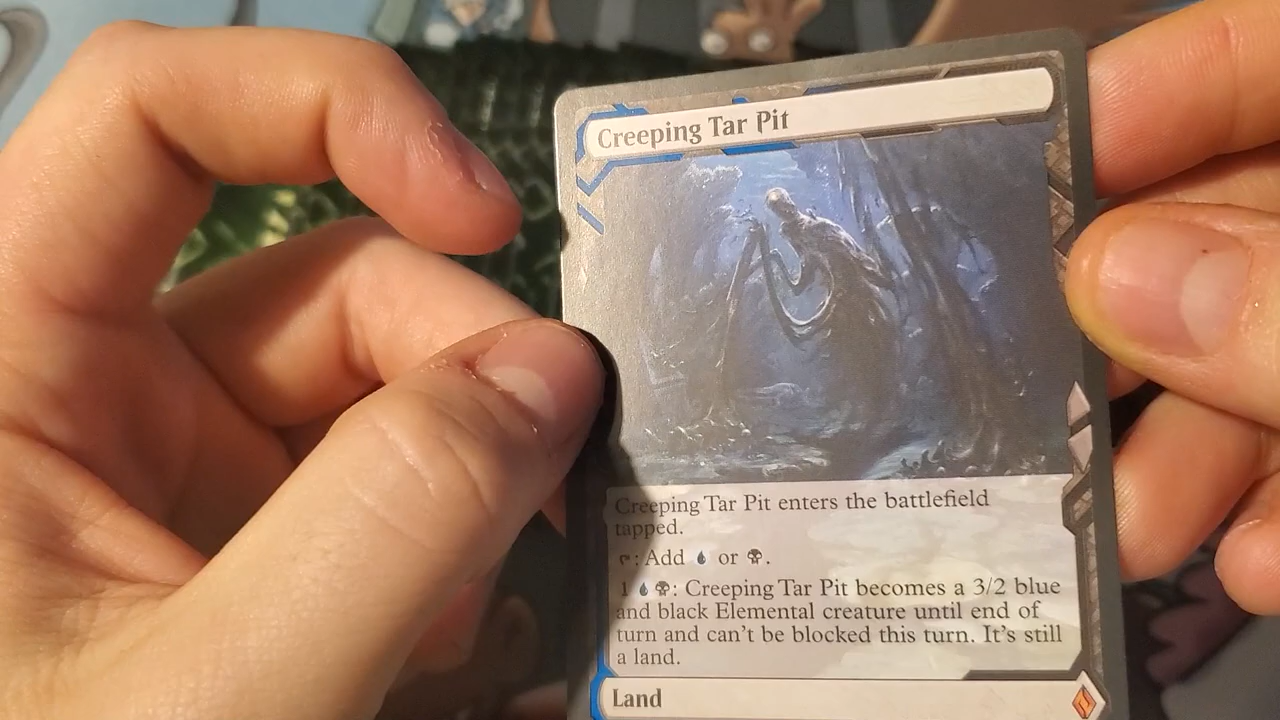 Creeping Tar Pit
Creeping Tar Pit enters the battlefield
tapped.
: Add or .
1 : Creeping Tar Pit becomes a 3/2 blue
and black Elemental creature until end of
turn and can't be blocked this turn. It's still
a land.
Land